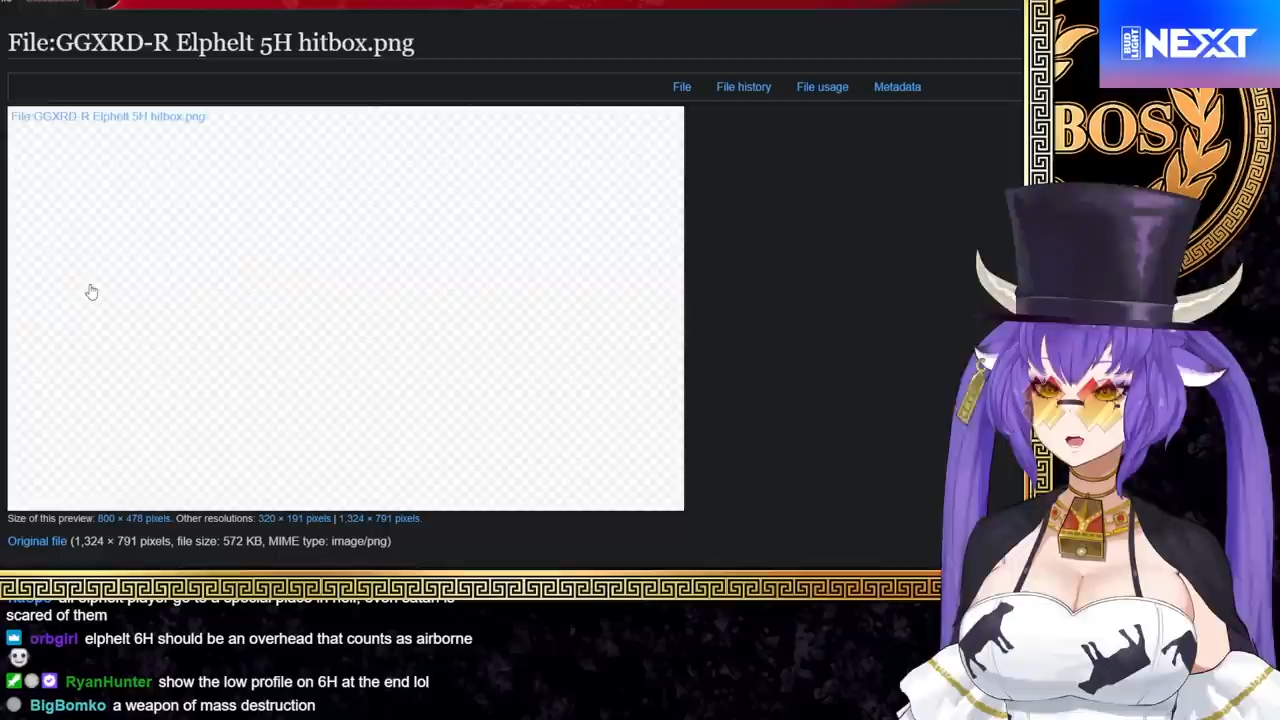 File:GGXRD-R Elphelt 5H hitbox.png
BUD LIGHT NEXT
File File history File usage Metadata
File:GGXRD-R Elphelt 5H hitbox.png
BOS
Size of this preview: 800 × 478 pixels. Other resolutions: 320 × 191 pixels | 1,324 × 791 pixels.
Original file (1,324 × 791 pixels, file size: 572 KB, MIME type: image/png)
scared of them
orbgirl elphelt 6H should be an overhead that counts as airborne
RyanHunter show the low profile on 6H at the end lol
BigBomko a weapon of mass destruction